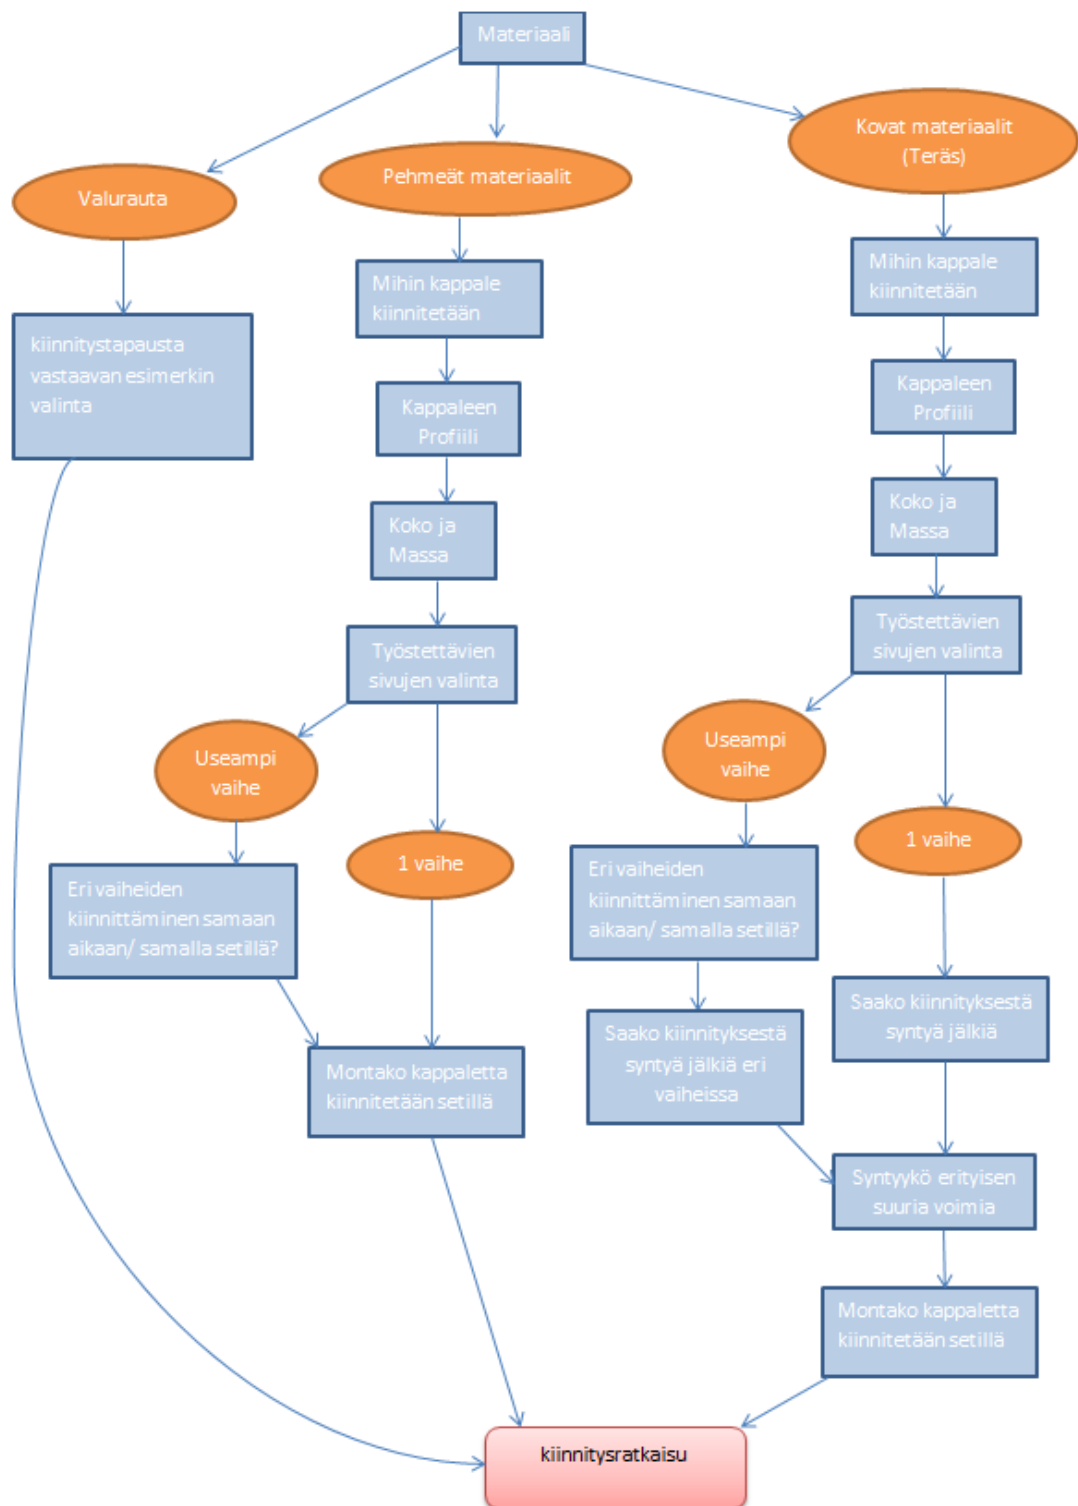 Materiaali
Kovat materiaalit
(Teräs)
Pehmeät materiaalit
Valurauta
Mihin kappale
kiinnitetään
Mihin kappale
kiinnitetään
kiinnitystapausta
vastaavan esimerkin
valinta
Kappaleen
Profiili
Kappaleen
Profiili
Koko ja
Massa
Koko ja
Massa
Työstettävien
sivujen valinta
Työstettävien
sivujen valinta
Useampi
vaihe
Useampi
vaihe
1 vaihe
1 vaihe
Eri vaiheiden
kiinnittäminen samaan
aikaan/ samalla setillä?
Eri vaiheiden
kiinnittäminen samaan
aikaan/ samalla setillä?
Saako kiinnityksestä
syntyä jälkiä
Saako kiinnityksestä
syntyä jälkiä eri
vaiheissa
Montako kappaletta
kiinnitetään setillä
Syntyykö erityisen
suuria voimia
Montako kappaletta
kiinnitetään setillä
kiinnitysratkaisu